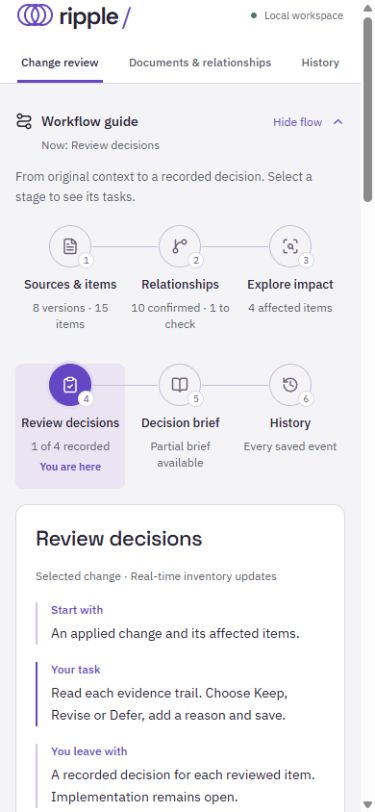 ripple/
Local workspace
Change review
Documents & relationships
History
Workflow guide
Hide flow
Now: Review decisions
From original context to a recorded decision. Select a
stage to see its tasks.
1
2
3
Sources & items
Relationships
Explore impact
8 versions · 15
items
10 confirmed · 1 to
check
4 affected items
4
5
6
Review decisions
Decision brief
History
1 of 4 recorded
Partial brief
available
Every saved event
You are here
Review decisions
Selected change · Real-time inventory updates
Start with
An applied change and its affected items.
Your task
Read each evidence trail. Choose Keep,
Revise or Defer, add a reason and save.
You leave with
A recorded decision for each reviewed item.
Implementation remains open.